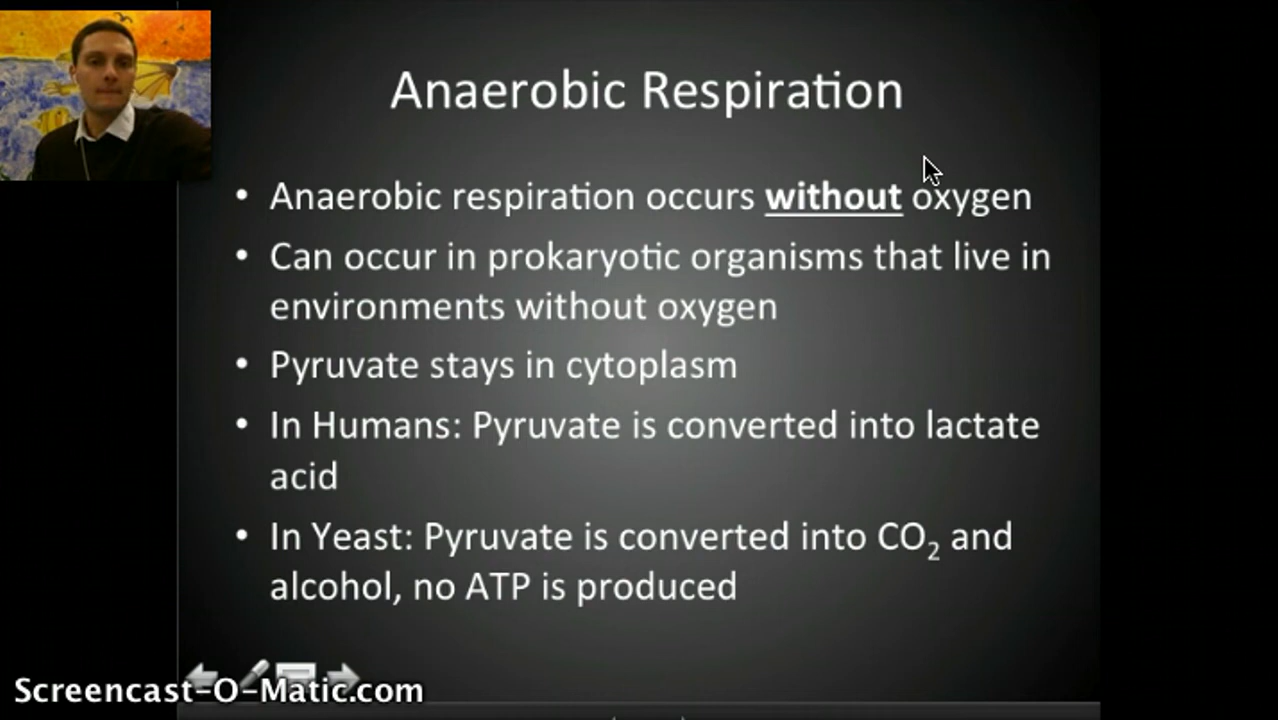 Anaerobic Respiration
• Anaerobic respiration occurs without oxygen
• Can occur in prokaryotic organisms that live in
environments without oxygen
• Pyruvate stays in cytoplasm
• In Humans: Pyruvate is converted into lactate
acid
• In Yeast: Pyruvate is converted into CO₂ and
alcohol, no ATP is produced
Screencast-O-Matic.com